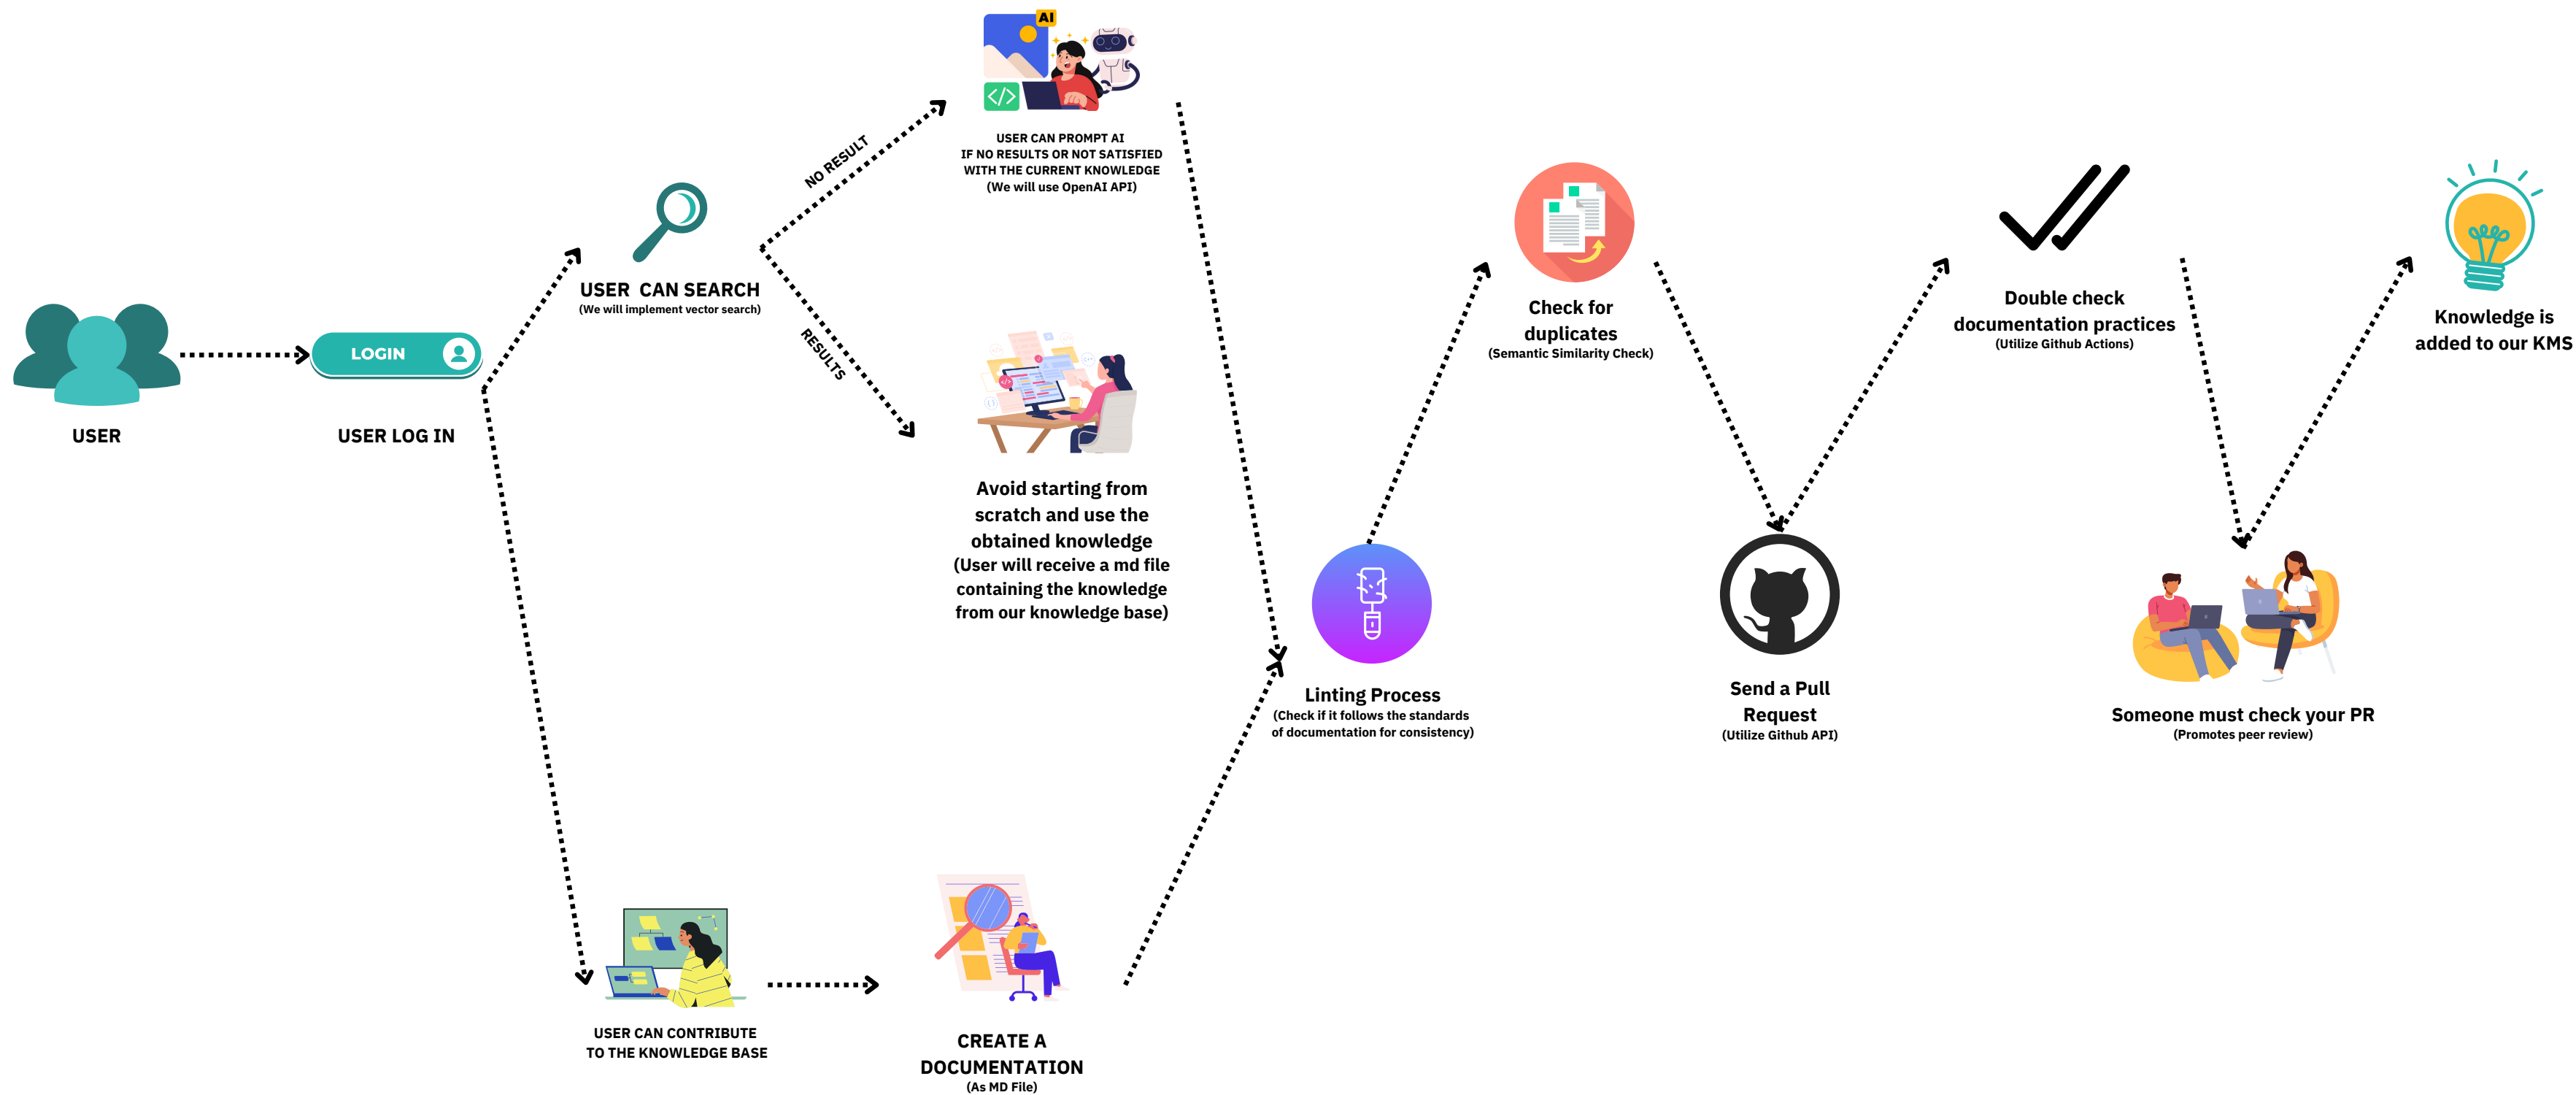 USER
LOGIN
USER LOG IN
USER  CAN SEARCH
(We will implement vector search)
NO RESULT
RESULTS
AI
</>
USER CAN PROMPT AI
IF NO RESULTS OR NOT SATISFIED
WITH THE CURRENT KNOWLEDGE
(We will use OpenAI API)
Avoid starting from
scratch and use the
obtained knowledge
(User will receive a md file
containing the knowledge
from our knowledge base)
USER CAN CONTRIBUTE
TO THE KNOWLEDGE BASE
CREATE A
DOCUMENTATION
(As MD File)
Linting Process
(Check if it follows the standards
of documentation for consistency)
Check for
duplicates
(Semantic Similarity Check)
Send a Pull
Request
(Utilize Github API)
Double check
documentation practices
(Utilize Github Actions)
Someone must check your PR
(Promotes peer review)
Knowledge is
added to our KMS